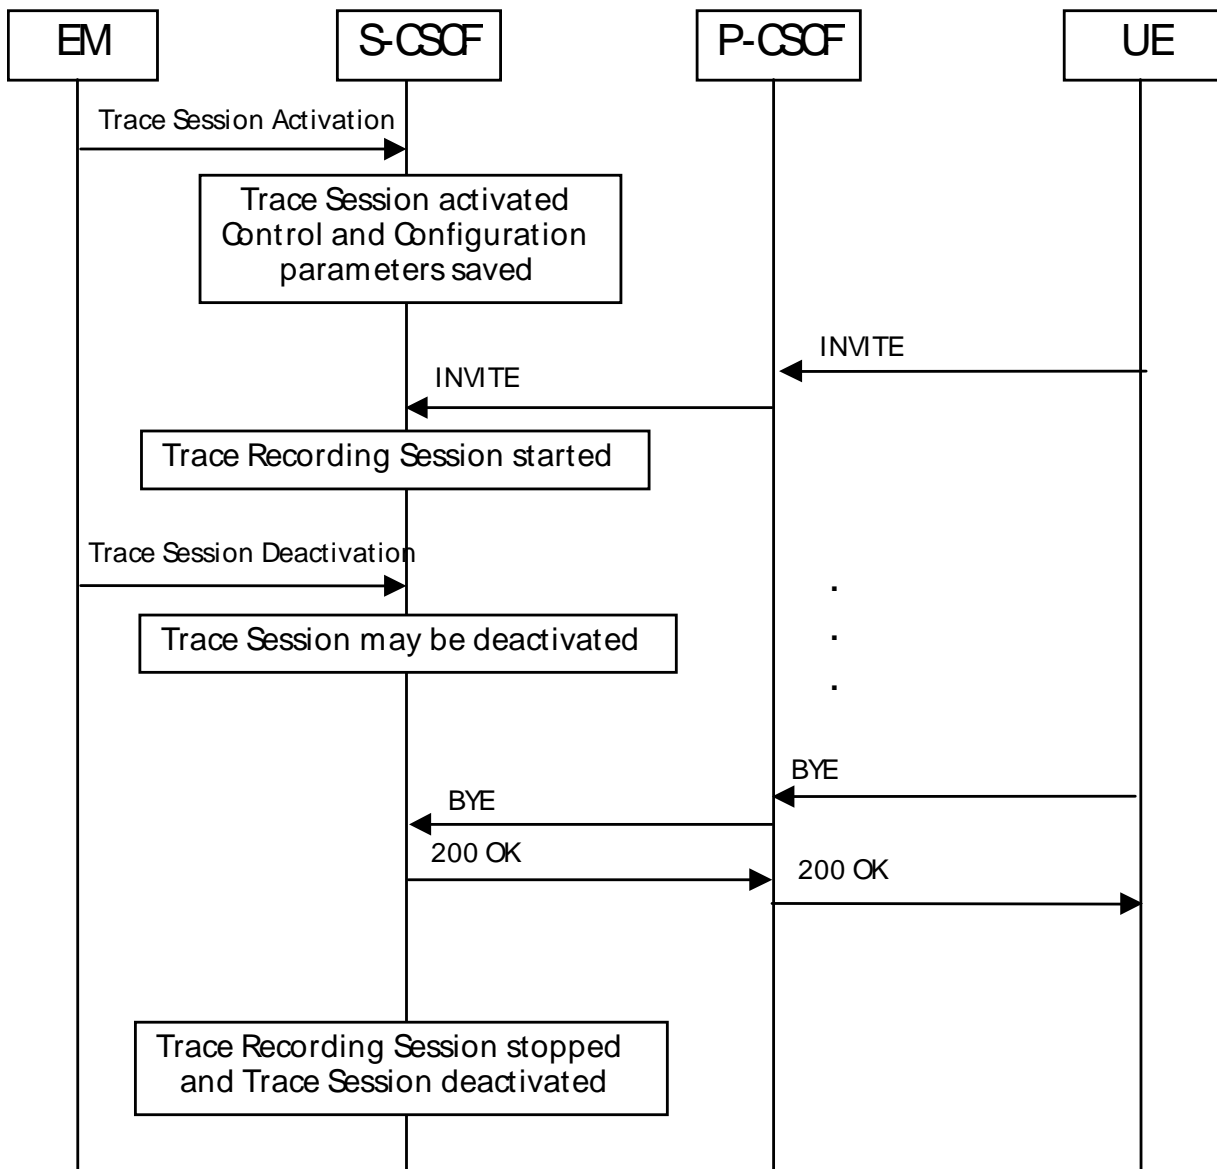 EM
S-CSCF
P-CSCF
UE
Trace Session Activation
Trace Session activated
Control and Configuration
parameters saved
INVITE
INVITE
Trace Recording Session started
Trace Session Deactivation
.
Trace Session may be deactivated
.
.
BYE
BYE
200 OK
200 OK
Trace Recording Session stopped
and Trace Session deactivated